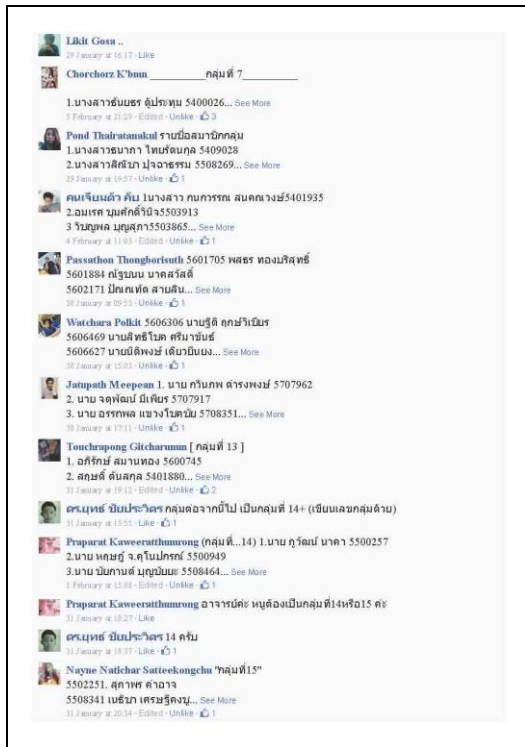 Likit Gosa ..
29 January at 16:17 · Like
Chorchorz K'bnin __________กลุ่มที่ 7__________
1.นางสาวธันยธร ตู้ประทุม 5400026... See More
5 February at 21:29 · Edited · Unlike · 3
Pond Thairatanakul รายชื่อสมาชิกกลุ่ม
1.นางสาวธนาภา ไทยรัตนกุล 5409028
2.นางสาวสิณีนา ปุจฉาธรรม 5508269... See More
29 January at 19:57 · Unlike · 1
คนเจียมตัว คับ 1นางสาว กนกวรรณ สนคณวงษ์5401935
2.อมเรศ บุมศักดิ์วินิจ5503913
3 วิบุญพล บุญสุภา5503865... See More
4 February at 11:03 · Edited · Unlike · 1
Passathon Thongborisuth 5601705 พสธร ทองบริสุทธิ์
5601884 ณัฐนนน นาคสวัสดิ์
5602171 ปัณณทัต สายสิน... See More
30 January at 09:53 · Unlike · 1
Watchara Polkit 5606306 นายฐิติ ฤกษ์วิเชียร
5606469 นายสิทธิโชค ศรีมาขันธ์
5606627 นายนิติพงษ์ เดียวยืนยง... See More
30 January at 15:03 · Unlike · 1
Jatupath Meepean 1. นาย กวินภพ ดำรงพงษ์ 5707962
2. นาย จตุพัฒน์ มีเพียร 5707917
3. นาย อรรถพล แขวงโชตชัย 5708351... See More
30 January at 17:11 · Unlike · 1
Touchrapong Gitcharunun [ กลุ่มที่ 13 ]
1. อภิรักษ์ สมานทอง 5600745
2. สฤษดิ์ ตันสกุล 5401880... See More
31 January at 19:12 · Edited · Unlike · 2
ดร.ยุทธ์ ชัยประวิตร กลุ่มต่อจากนี้ไป เป็นกลุ่มที่ 14+ (เขียนเลขกลุ่มด้วย)
31 January at 15:55 · Like · 1
Praparat Kaweeratthumrong (กลุ่มที่...14) 1.นาย ภูวัฒน์ นาคา 5500257
2.นาย หฤษฎ์ จ.คุโนปกรณ์ 5500949
3.นาย ชัยกานต์ บุญชัยยะ 5508464... See More
1 February at 15:08 · Edited · Unlike · 1
Praparat Kaweeratthumrong อาจารย์ค่ะ หนูต้องเป็นกลุ่มที่14หรือ15 ค่ะ
31 January at 18:27 · Like
ดร.ยุทธ์ ชัยประวิตร 14 ครับ
31 January at 18:37 · Like · 1
Nayne Natichar Satteekongchu "กลุ่มที่15"
5502251. สุภาพร คำอาจ
5508341 เนธิชา เศรษฐีคงชู... See More
31 January at 20:34 · Edited · Unlike · 1